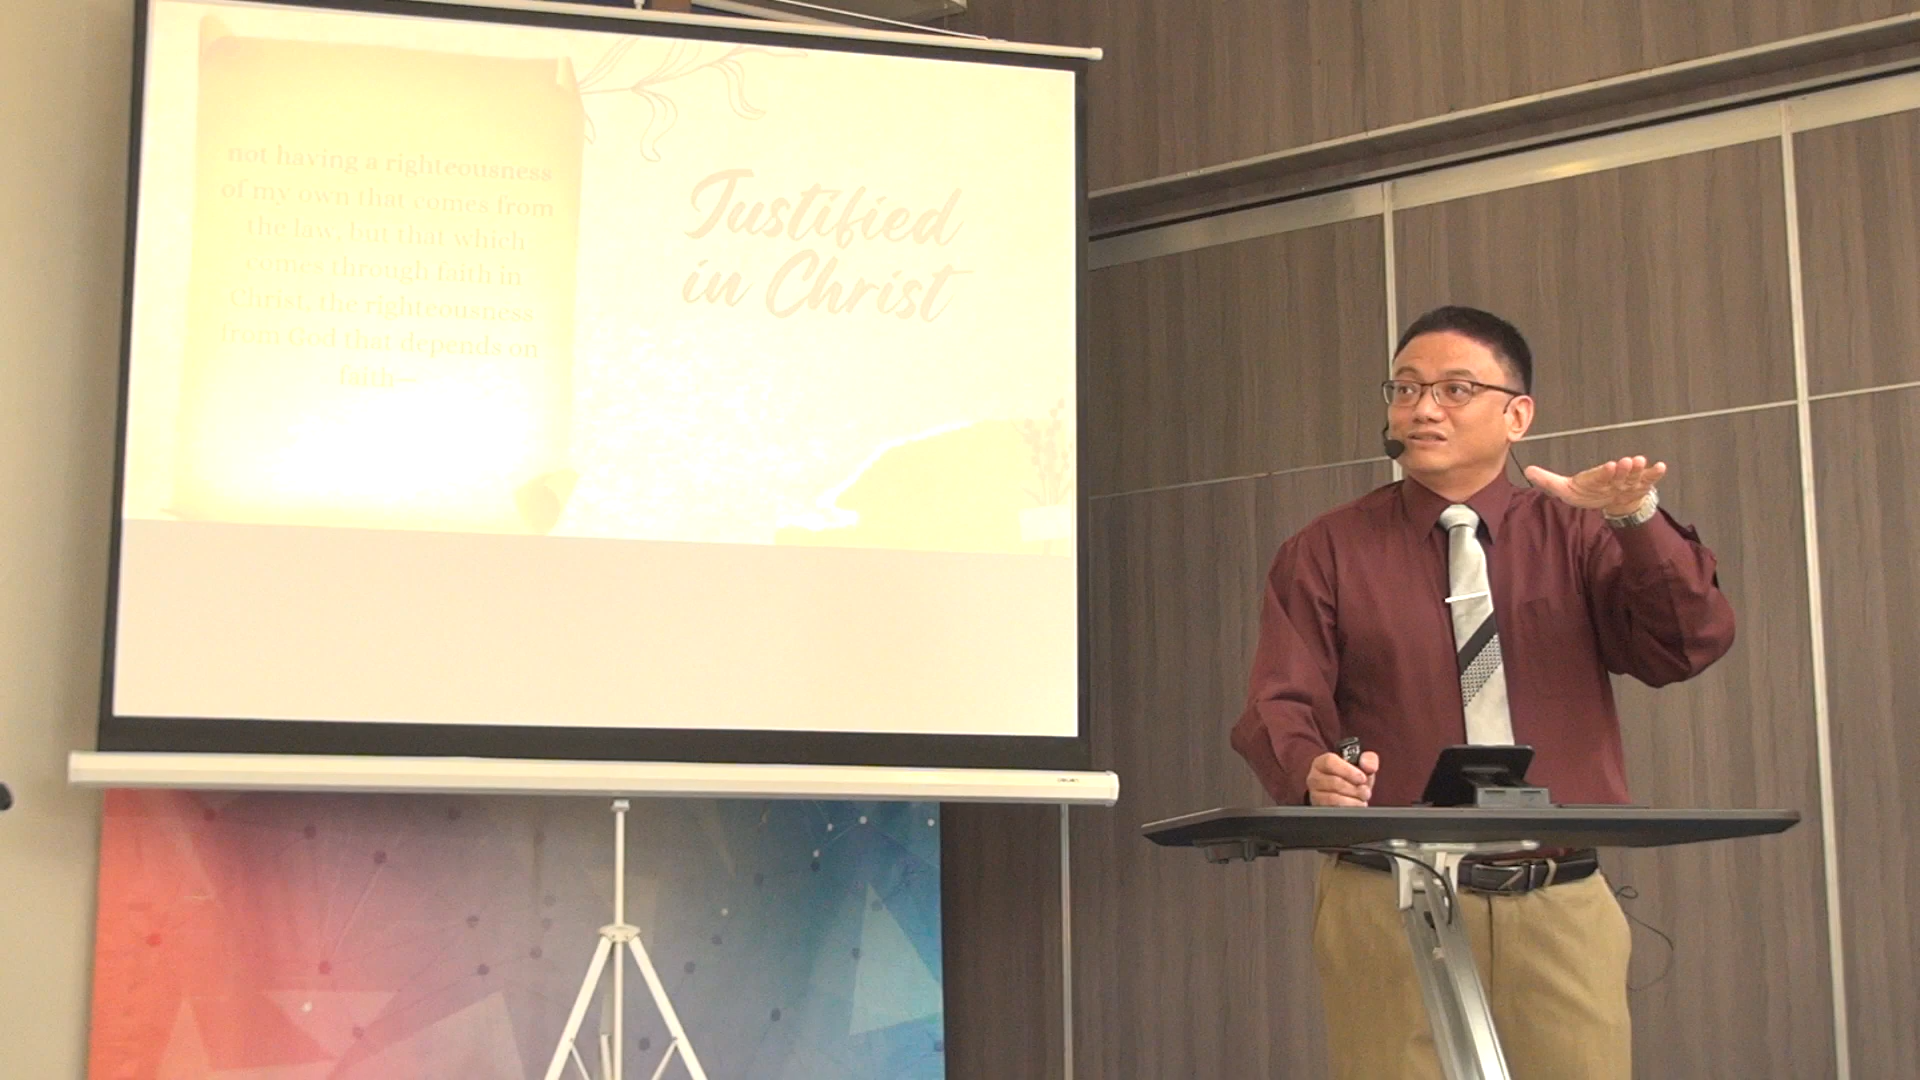 not having a righteousness
of my own that comes from
the law, but that which
comes through faith in
Christ, the righteousness
from God that depends on
faith—
Justified
in Christ